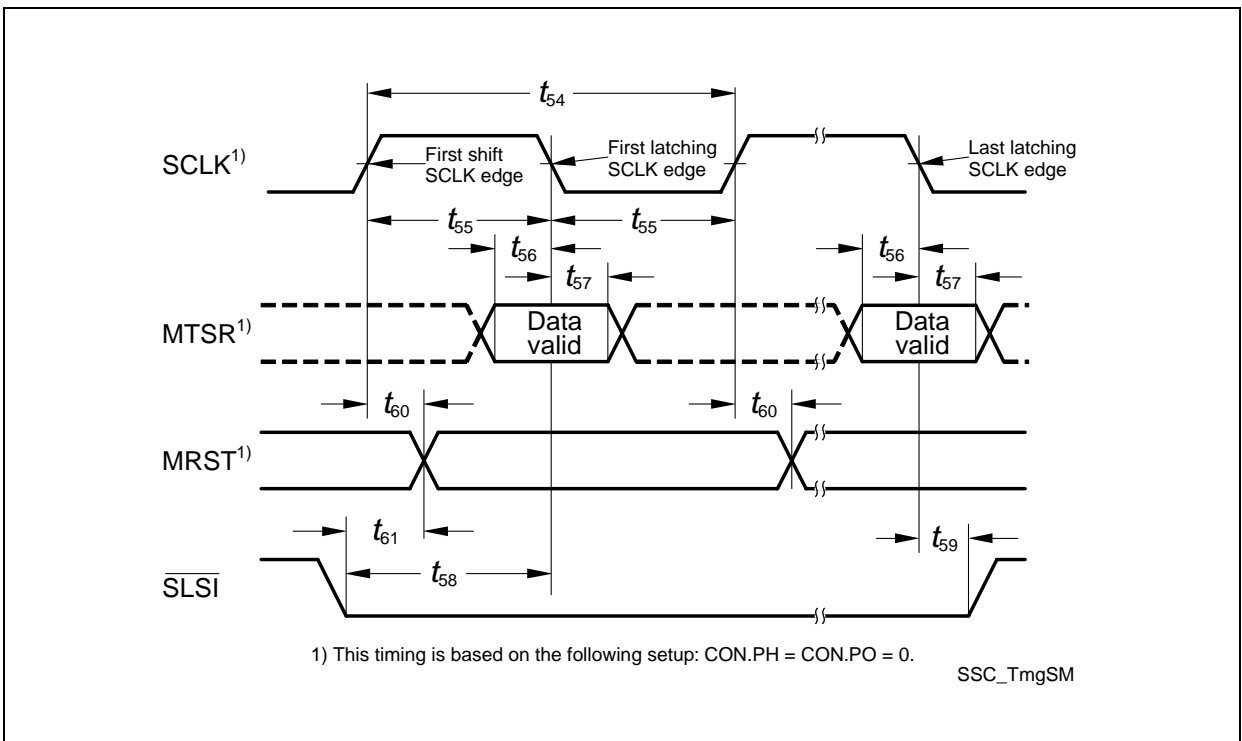 t54
SCLK1)
First shift
SCLK edge
First latching
SCLK edge
Last latching
SCLK edge
t55
t55
t56
t57
t56
t57
MTSR1)
Data
valid
Data
valid
t60
t60
MRST1)
t61
t58
t59
SLSI
1) This timing is based on the following setup: CON.PH = CON.PO = 0.
SSC_TmgSM